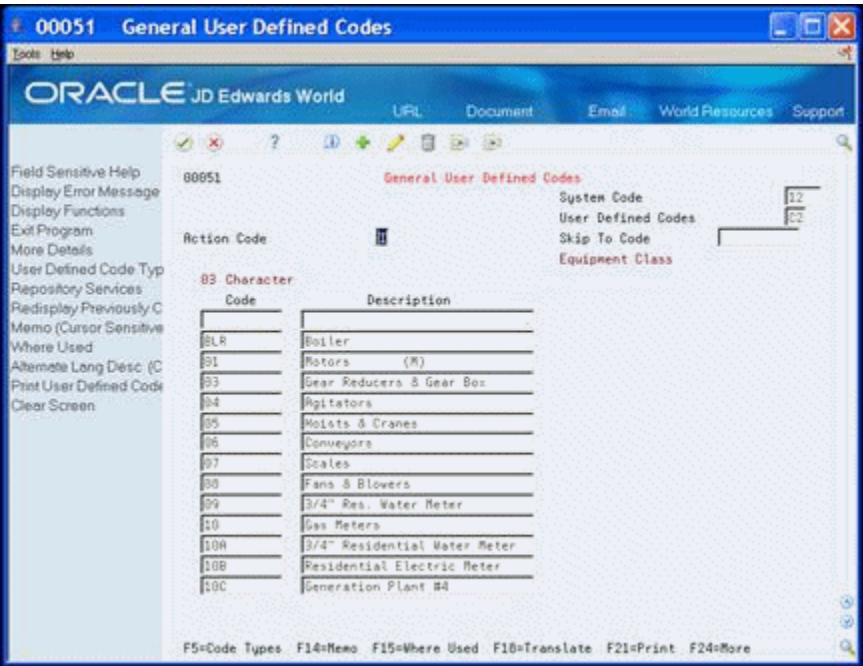 00051 General User Defined Codes
Tools Help
ORACLE JD Edwards World
URL Document Email World Resources Support
Field Sensitive Help
Display Error Message
Display Functions
Exit Program
More Details
User Defined Code Typ
Repository Services
Redisplay Previously C
Memo (Cursor Sensitive
Where Used
Alternate Lang Desc (C
Print User Defined Code
Clear Screen
00051 General User Defined Codes
System Code 12
User Defined Codes C2
Action Code I Skip To Code
Equipment Class
03 Character
Code Description
BLR Boiler
01 Motors (M)
03 Gear Reducers & Gear Box
04 Agitators
05 Hoists & Cranes
06 Conveyors
07 Scales
08 Fans & Blowers
09 3/4" Res. Water Meter
10 Gas Meters
10A 3/4" Residential Water Meter
10B Residential Electric Meter
10C Generation Plant #4
F5=Code Types F14=Memo F15=Where Used F18=Translate F21=Print F24=More